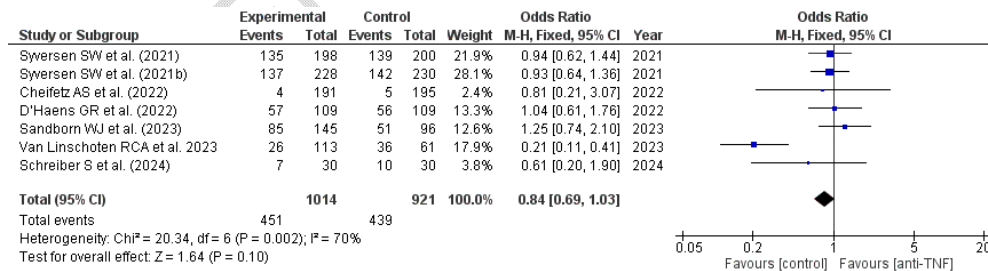 Experimental Control Odds Ratio Odds Ratio
Study or Subgroup Events Total Events Total Weight M-H, Fixed, 95% CI Year M-H, Fixed, 95% CI
Syversen SW et al. (2021) 135 198 139 200 21.9% 0.94 [0.62, 1.44] 2021
Syversen SW et al. (2021b) 137 228 142 230 28.1% 0.93 [0.64, 1.36] 2021
Cheifetz AS et al. (2022) 4 191 5 195 2.4% 0.81 [0.21, 3.07] 2022
D'Haens GR et al. (2022) 57 109 56 109 13.3% 1.04 [0.61, 1.76] 2022
Sandborn WJ et al. (2023) 85 145 51 96 12.6% 1.25 [0.74, 2.10] 2023
Van Linschoten RCA et al. 2023 26 113 36 61 17.9% 0.21 [0.11, 0.41] 2023
Schreiber S et al. (2024) 7 30 10 30 3.8% 0.61 [0.20, 1.90] 2024
Total (95% CI) 1014 921 100.0% 0.84 [0.69, 1.03]
Total events 451 439
Heterogeneity: Chi² = 20.34, df = 6 (P = 0.002); I² = 70%
Test for overall effect: Z = 1.64 (P = 0.10)
0.05 0.2 1 5 20
Favours [control] Favours [anti-TNF]